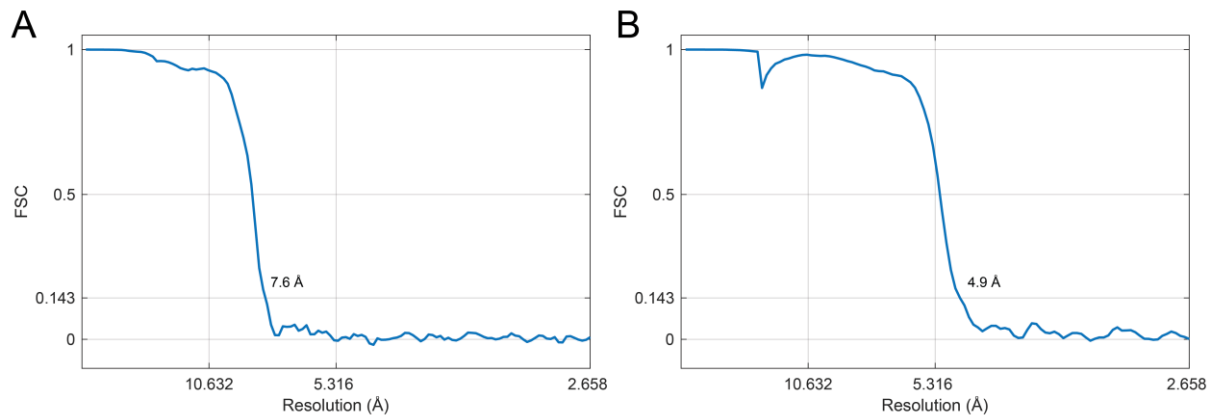 A
1
0.5
0.143
0
FSC
7.6 Å
10.632
5.316
2.658
Resolution (Å)
B
1
0.5
0.143
0
FSC
4.9 Å
10.632
5.316
2.658
Resolution (Å)